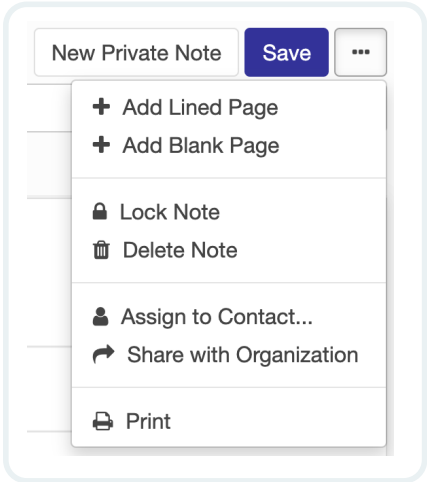 New Private Note Save ...
Add Lined Page
Add Blank Page
Lock Note
Delete Note
Assign to Contact...
Share with Organization
Print